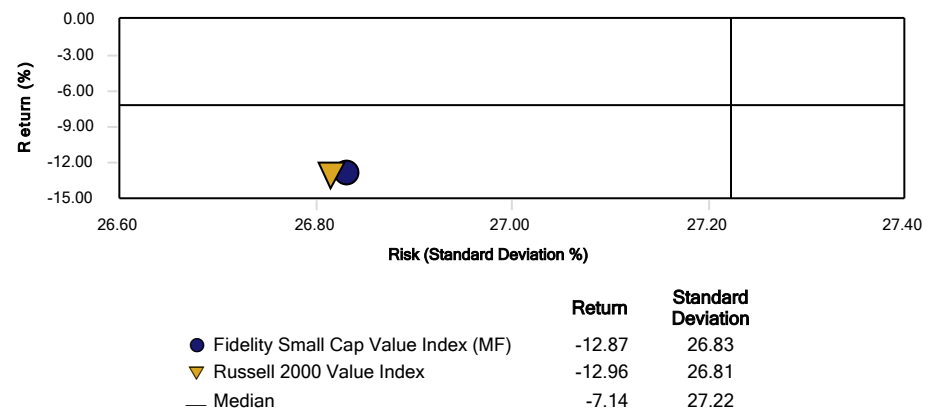 0.00
-3.00
-6.00
-9.00
-12.00
-15.00
Return (%)
26.60 26.80 27.00 27.20 27.40
Risk (Standard Deviation %)
Return Standard Deviation
Fidelity Small Cap Value Index (MF) -12.87 26.83
Russell 2000 Value Index -12.96 26.81
Median -7.14 27.22